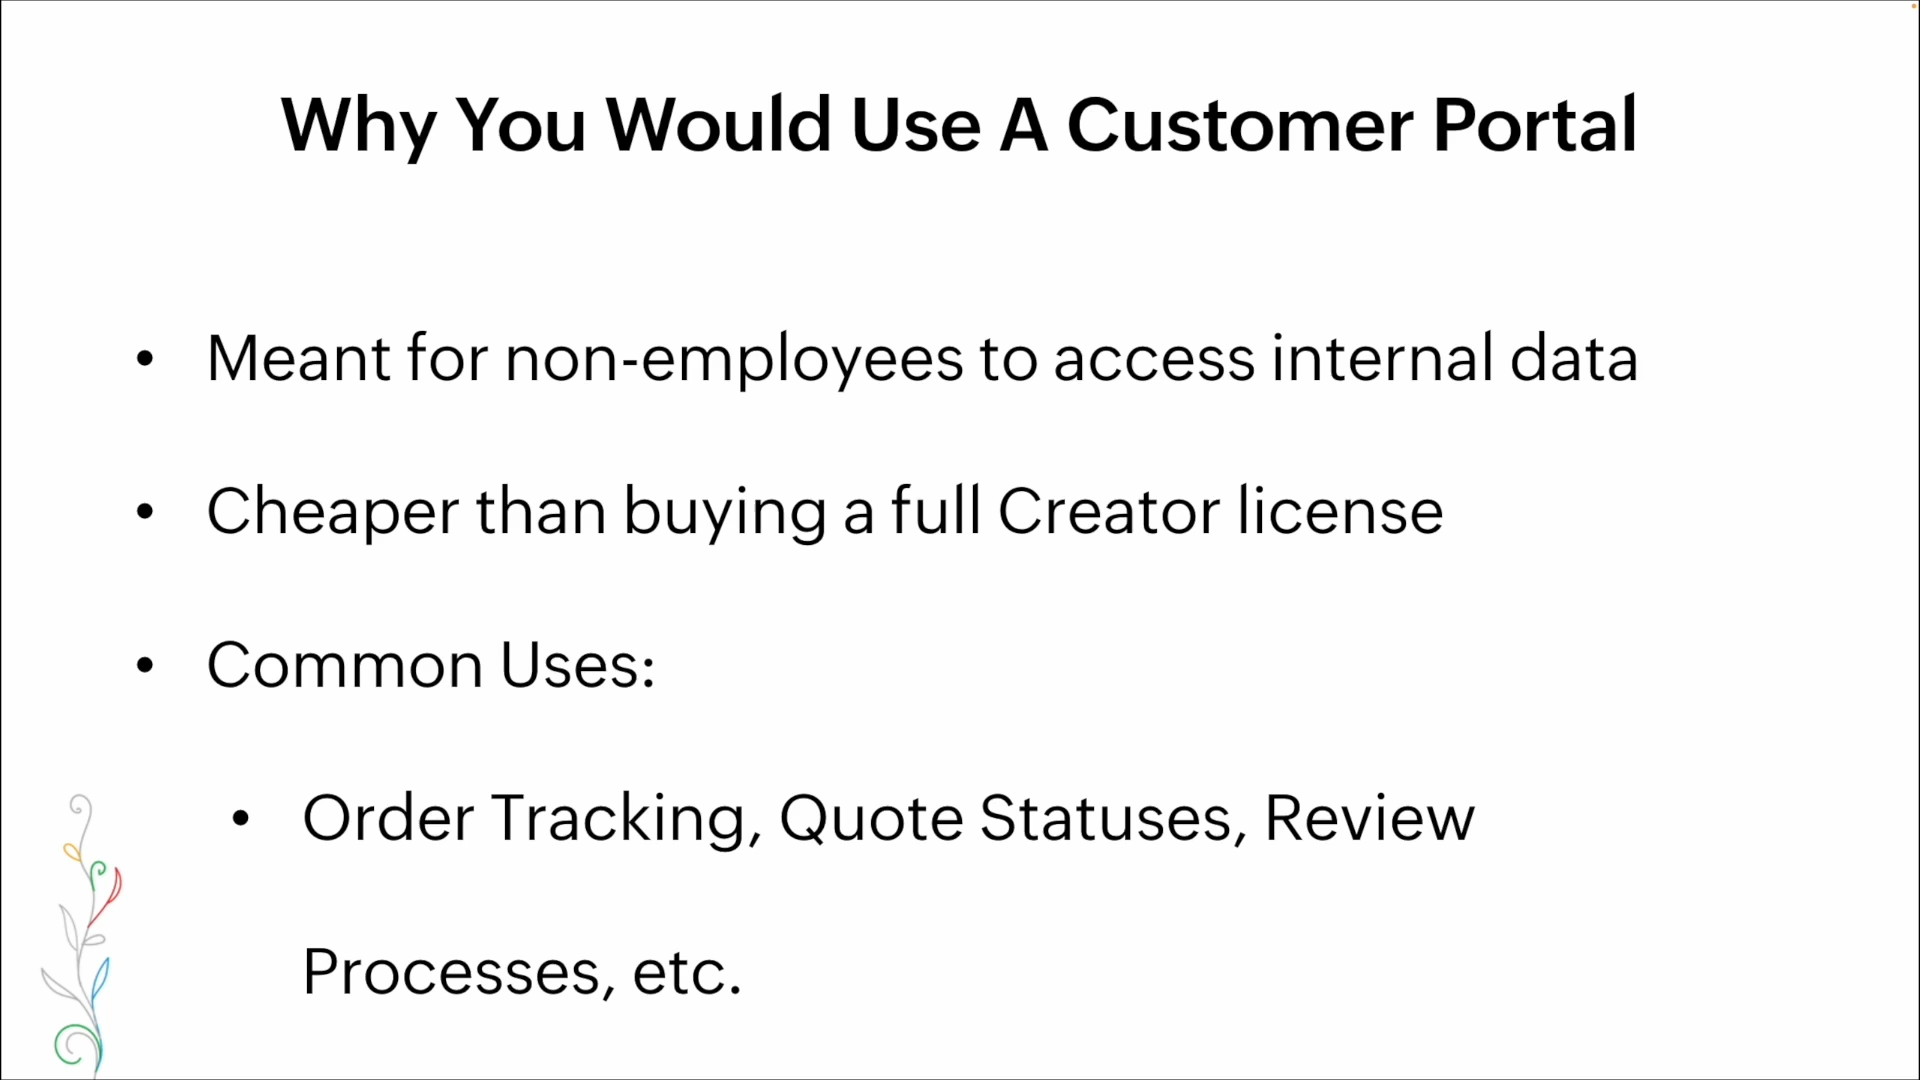 Why You Would Use A Customer Portal
• Meant for non-employees to access internal data
• Cheaper than buying a full Creator license
• Common Uses:
• Order Tracking, Quote Statuses, Review
Processes, etc.